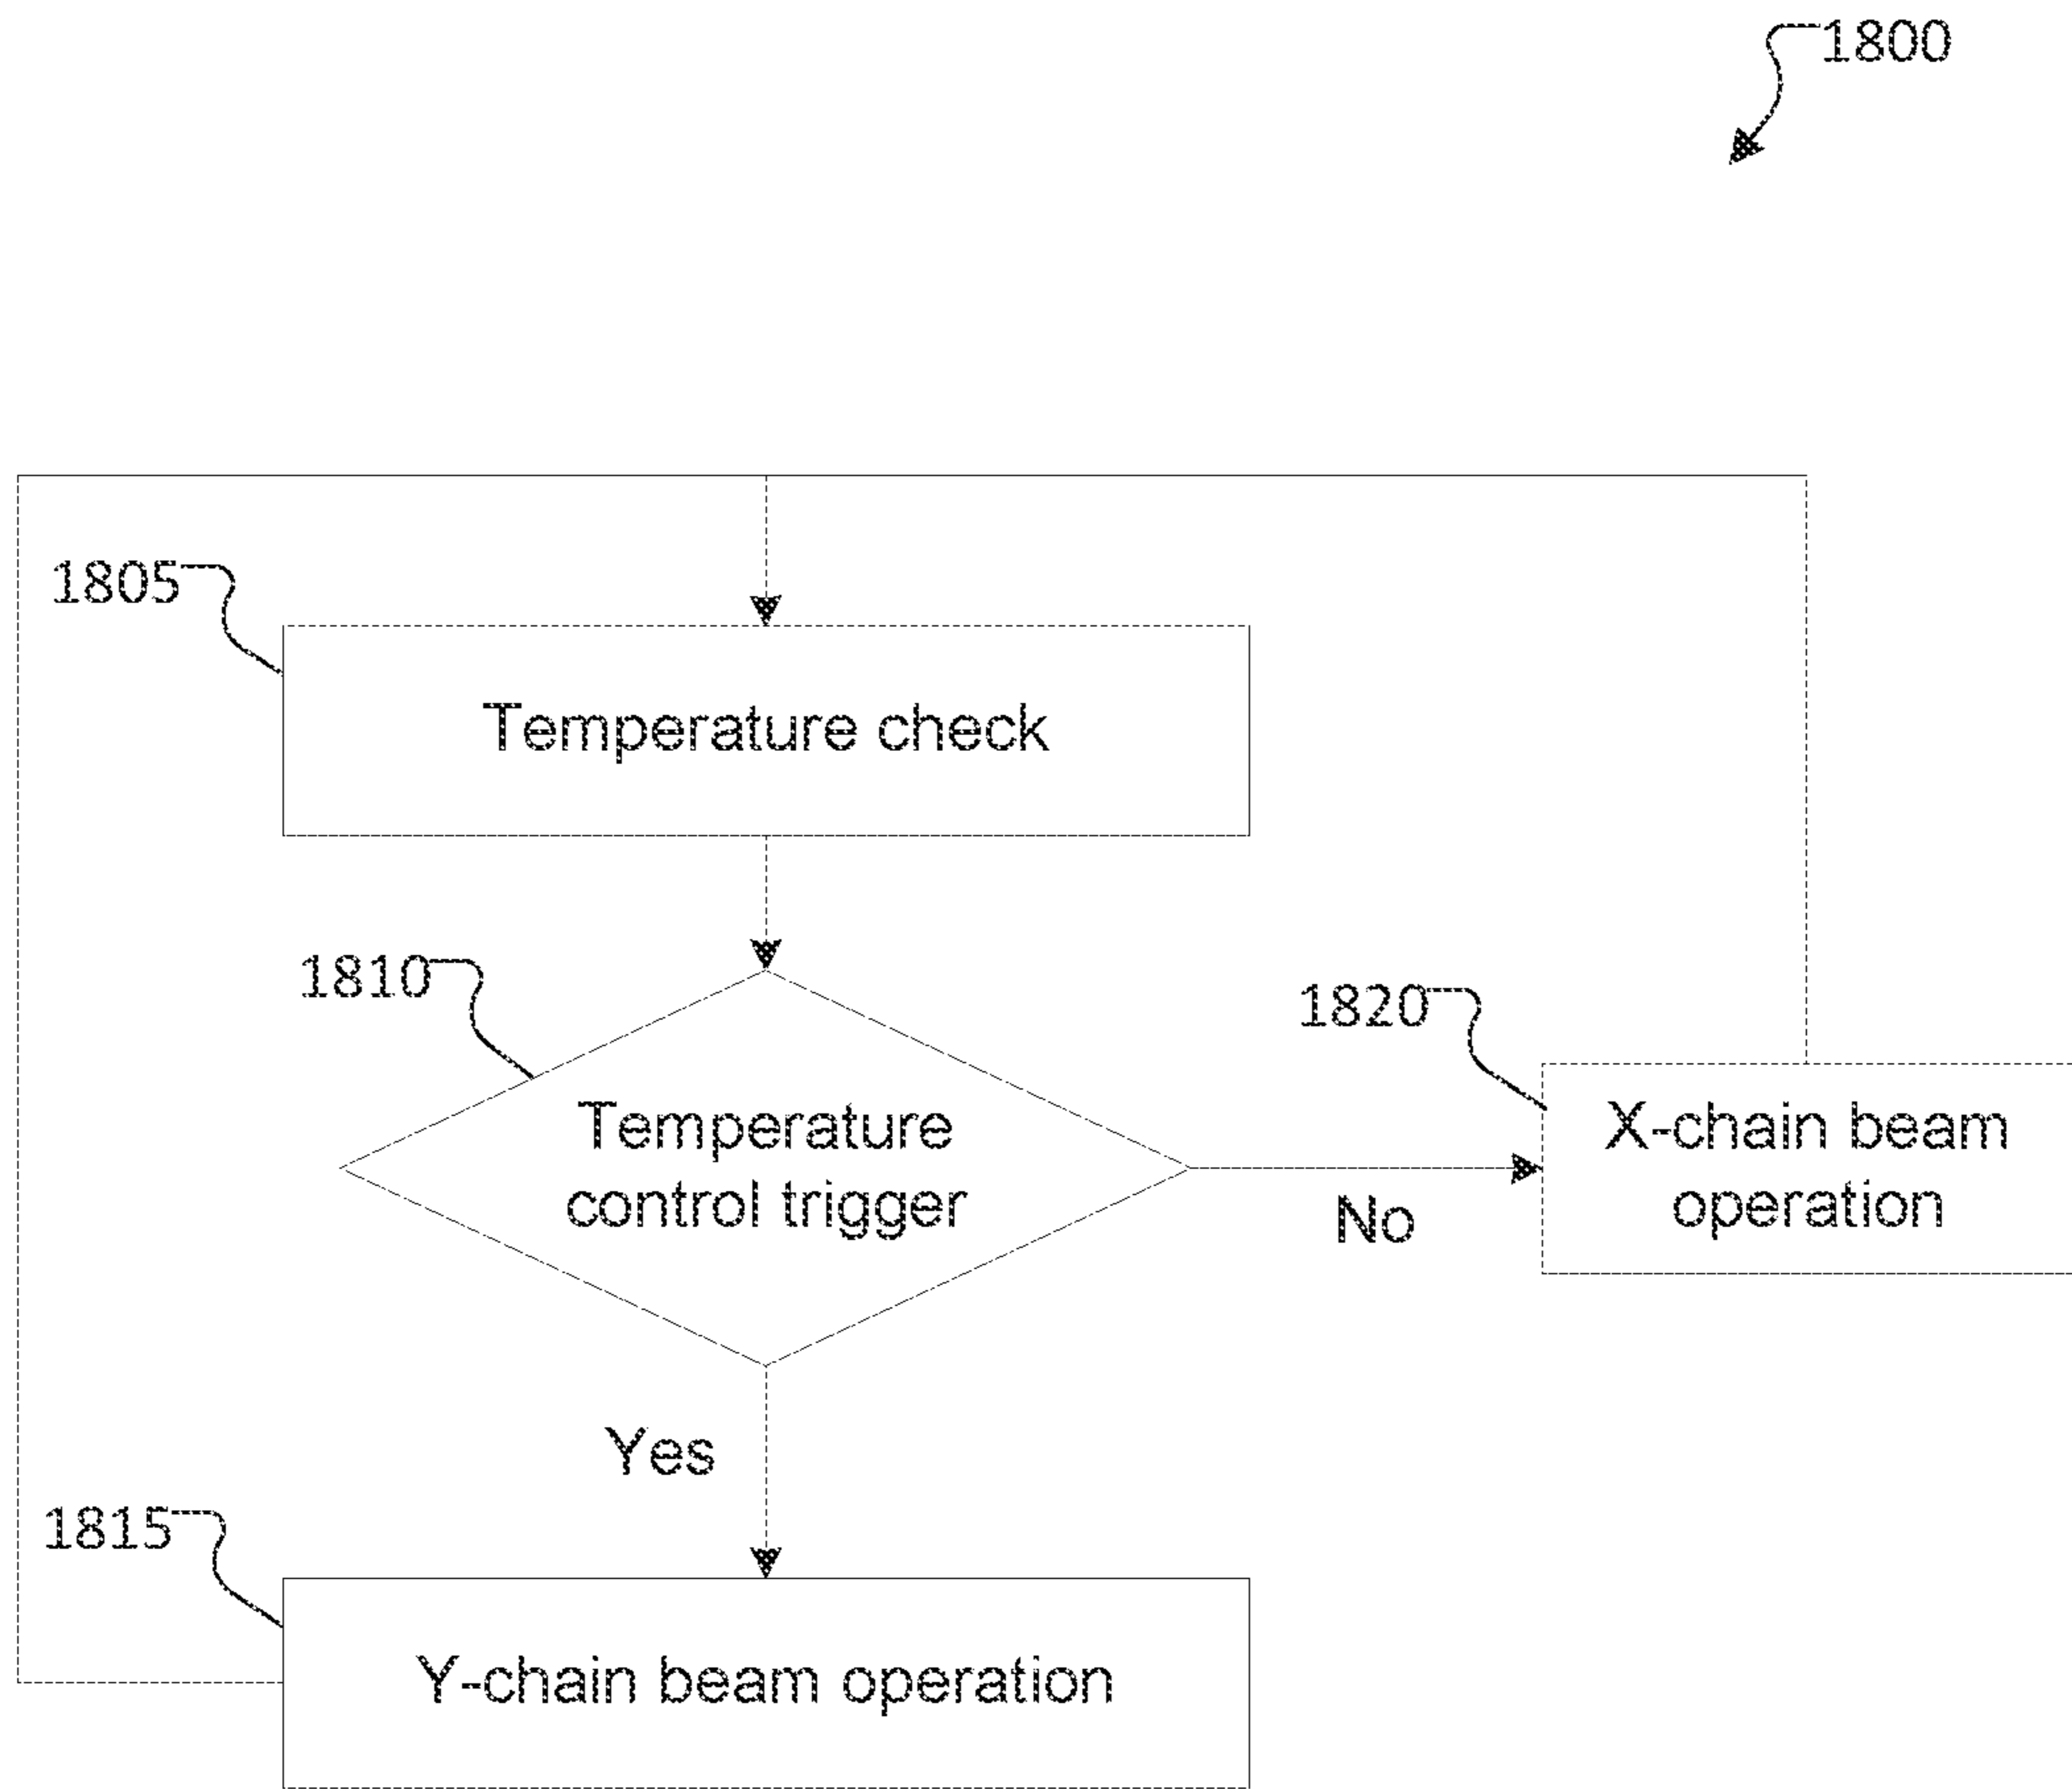 1800
1805
Temperature check
1810
Temperature
control trigger
1820
X-chain beam
operation
No
Yes
1815
Y-chain beam operation